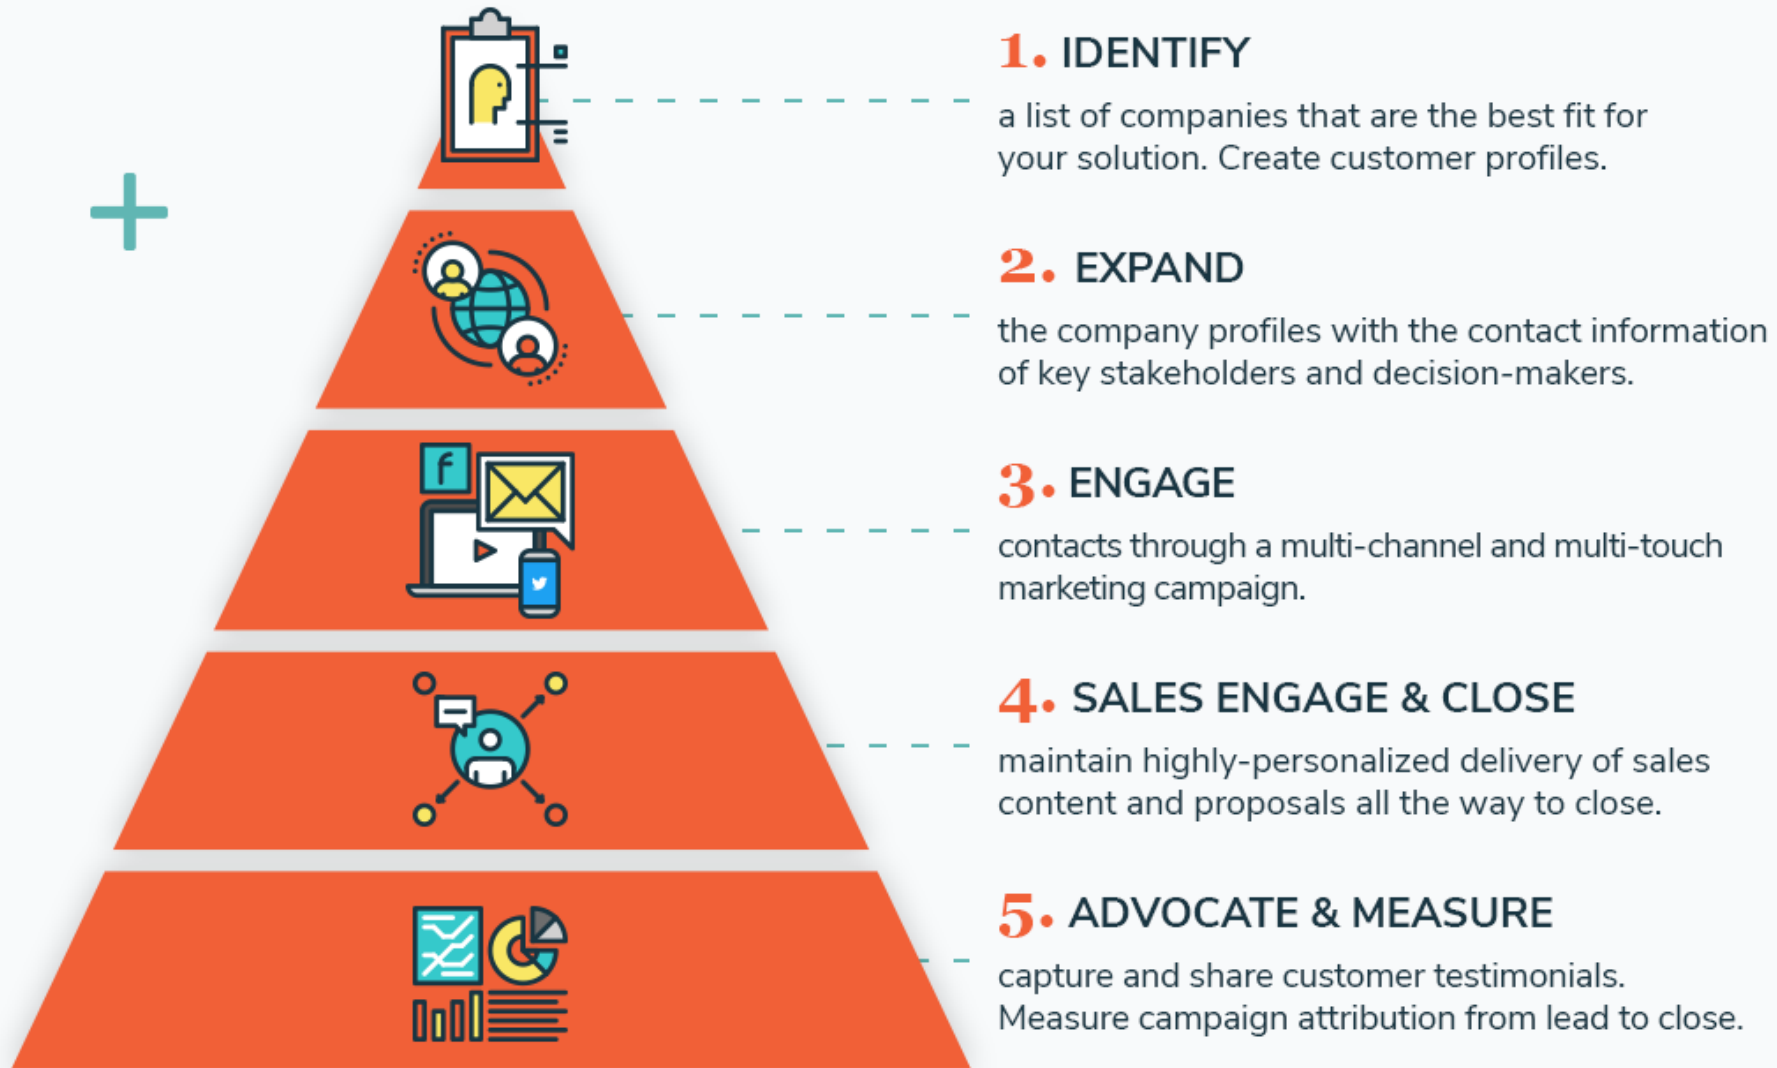 1. IDENTIFY
a list of companies that are the best fit for
your solution. Create customer profiles.
2. EXPAND
the company profiles with the contact information
of key stakeholders and decision-makers.
f
3. ENGAGE
contacts through a multi-channel and multi-touch
marketing campaign.
4. SALES ENGAGE & CLOSE
maintain highly-personalized delivery of sales
content and proposals all the way to close.
5. ADVOCATE & MEASURE
capture and share customer testimonials.
Measure campaign attribution from lead to close.